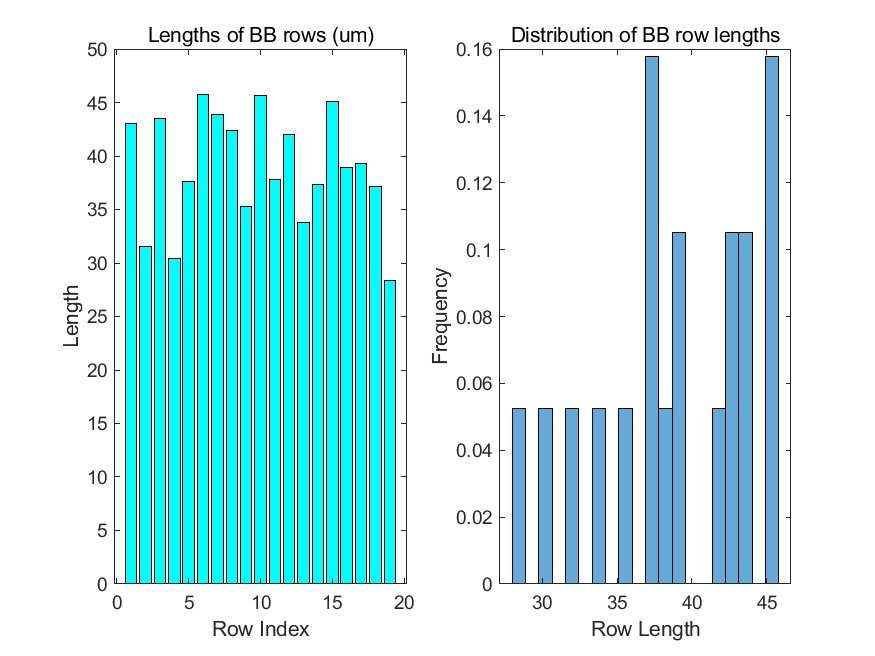 Lengths of BB rows (um)
50
45
40
35
30
25
20
15
10
5
0
Length
0 5 10 15 20
Row Index
Distribution of BB row lengths
0.16
0.14
0.12
0.1
0.08
0.06
0.04
0.02
0
Frequency
30 35 40 45
Row Length